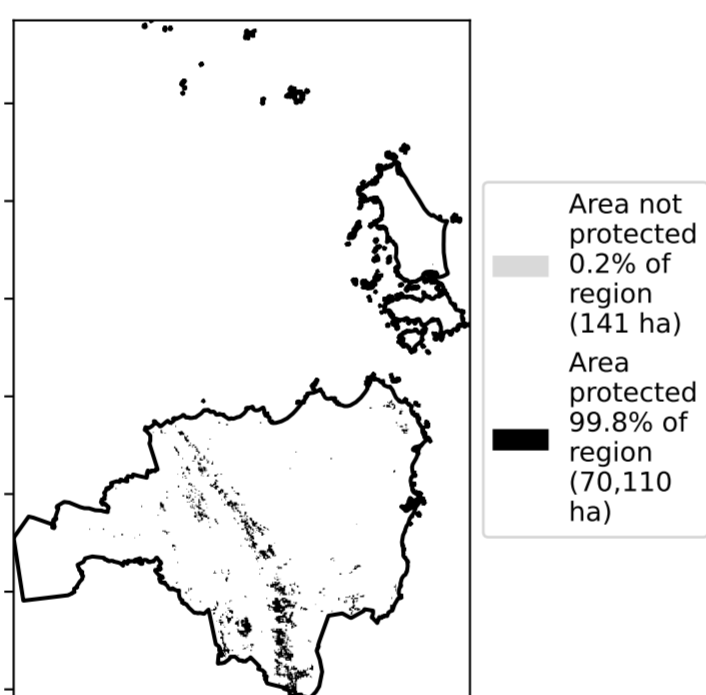 Area not
protected
0.2% of
region
(141 ha)
Area
protected
99.8% of
region
(70,110
ha)